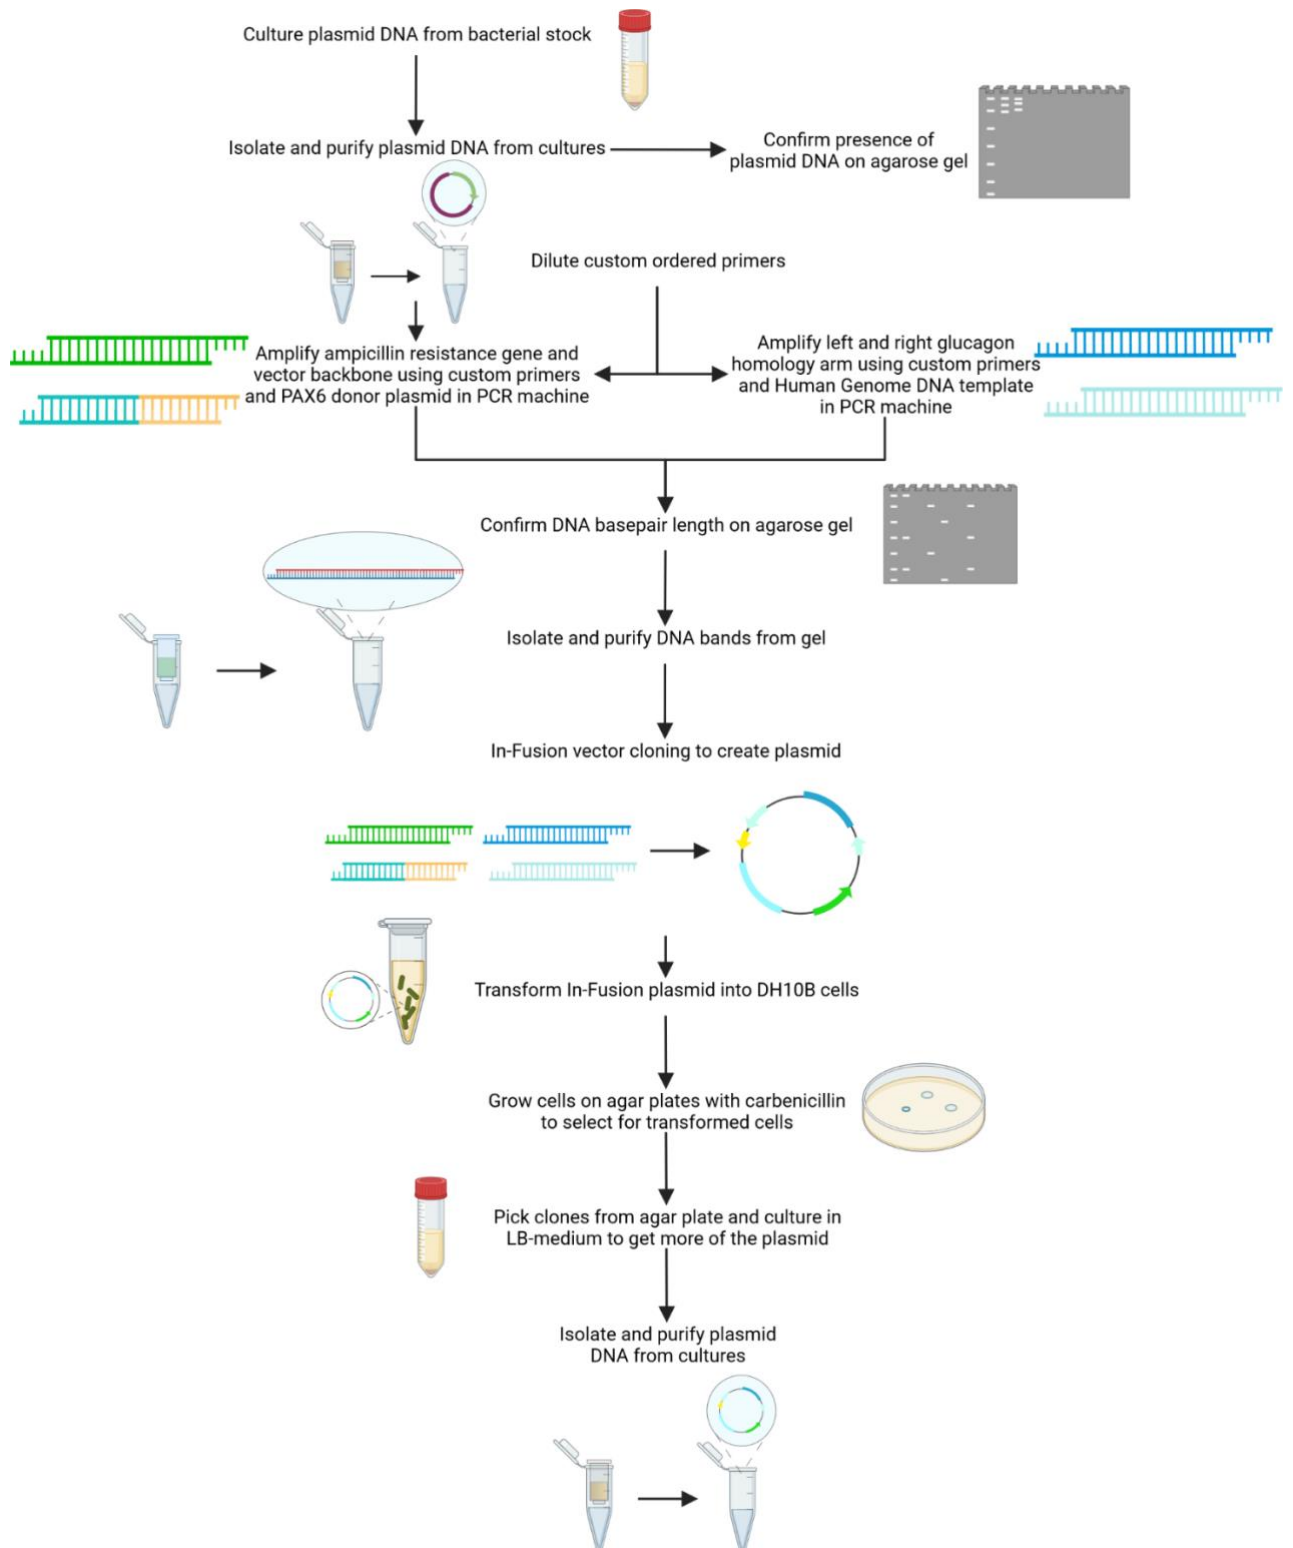 Culture plasmid DNA from bacterial stock
Isolate and purify plasmid DNA from cultures
Confirm presence of
plasmid DNA on agarose gel
Dilute custom ordered primers
Amplify ampicillin resistance gene and
vector backbone using custom primers
and PAX6 donor plasmid in PCR machine
Amplify left and right glucagon
homology arm using custom primers
and Human Genome DNA template
in PCR machine
Confirm DNA basepair length on agarose gel
Isolate and purify DNA bands from gel
In-Fusion vector cloning to create plasmid
Transform In-Fusion plasmid into DH10B cells
Grow cells on agar plates with carbenicillin
to select for transformed cells
Pick clones from agar plate and culture in
LB-medium to get more of the plasmid
Isolate and purify plasmid
DNA from cultures